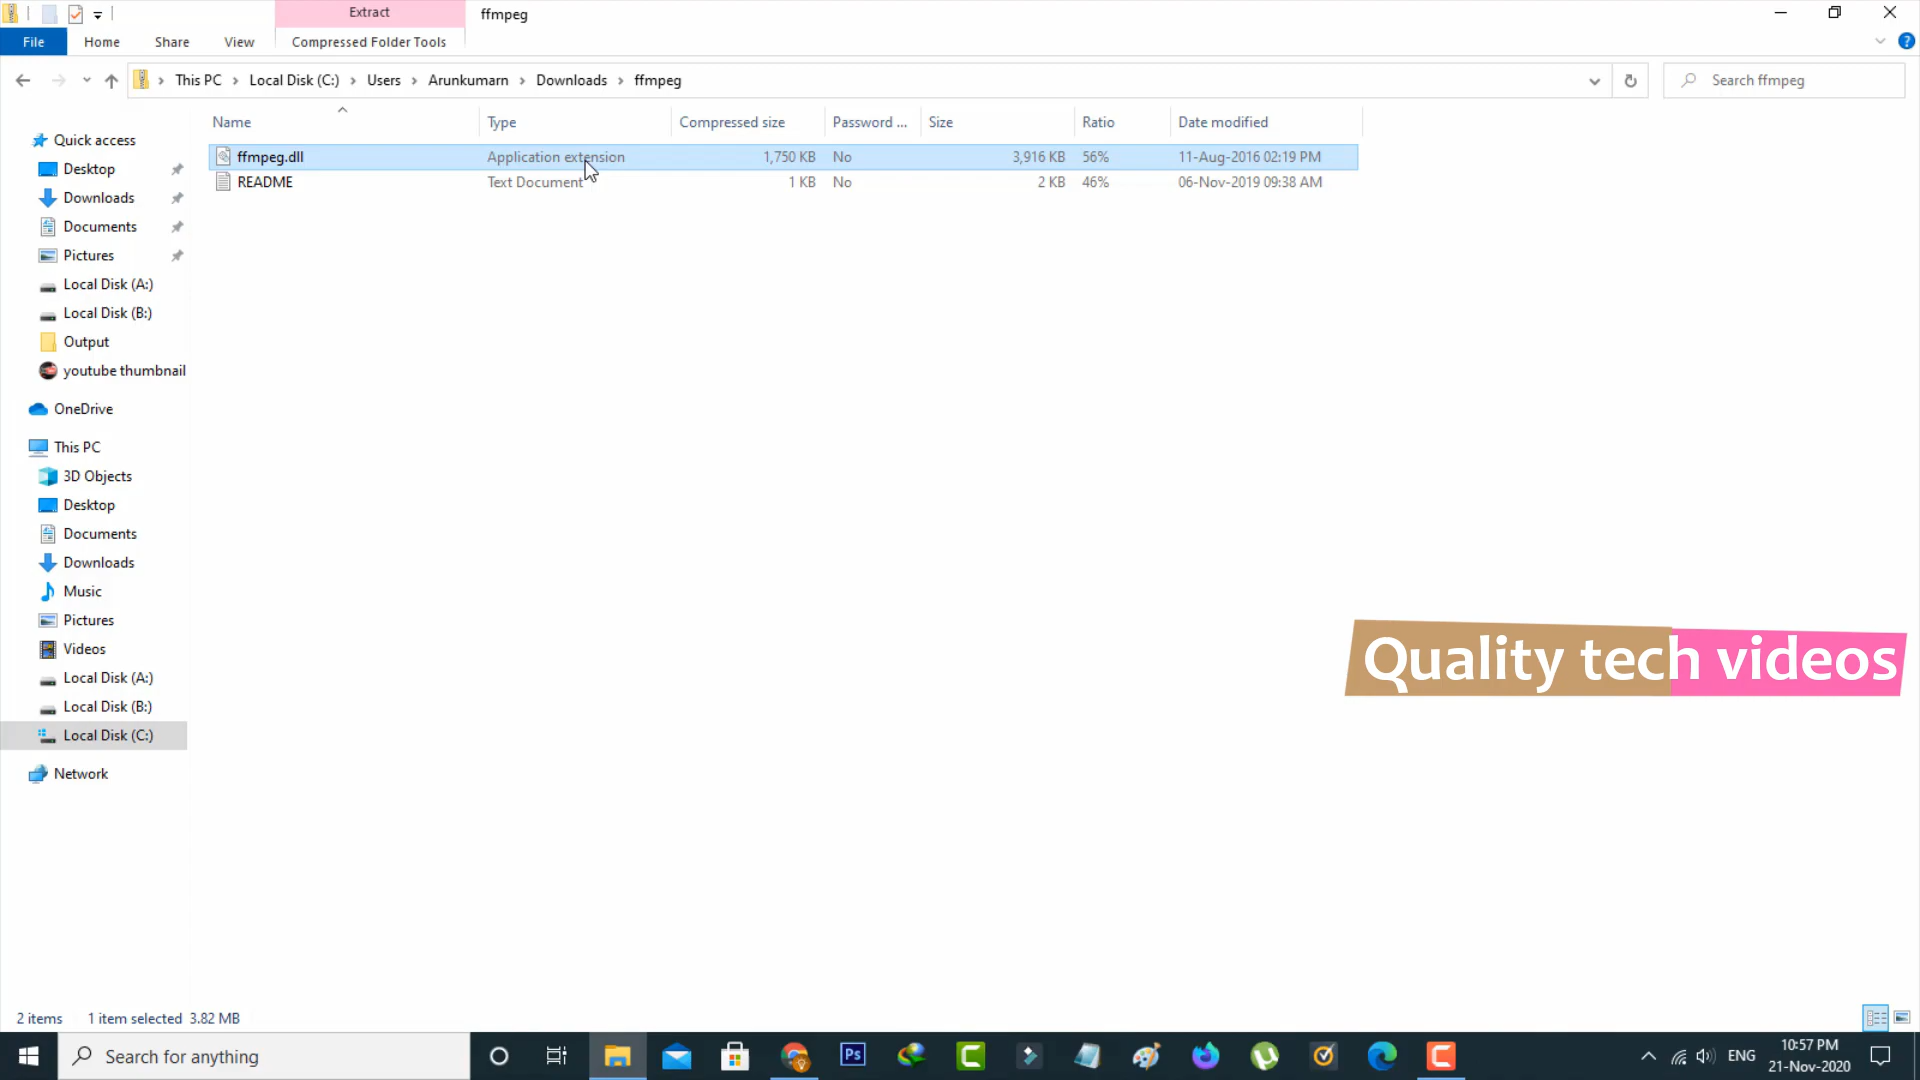 Extract
ffmpeg
File
Home
Share
View
Compressed Folder Tools
This PC
Local Disk (C:)
Users
Arunkumarn
Downloads
ffmpeg
Search ffmpeg
Name
Type
Compressed size
Password ...
Size
Ratio
Date modified
ffmpeg.dll
Application extension
1,750 KB
No
3,916 KB
56%
11-Aug-2016 02:19 PM
README
Text Document
1 KB
No
2 KB
46%
06-Nov-2019 09:38 AM
Quick access
Desktop
Downloads
Documents
Pictures
Local Disk (A:)
Local Disk (B:)
Output
youtube thumbnail
OneDrive
This PC
3D Objects
Desktop
Documents
Downloads
Music
Pictures
Videos
Local Disk (A:)
Local Disk (B:)
Local Disk (C:)
Network
Quality tech videos
2 items
1 item selected 3.82 MB
Search for anything
Ps
ENG
10:57 PM
21-Nov-2020